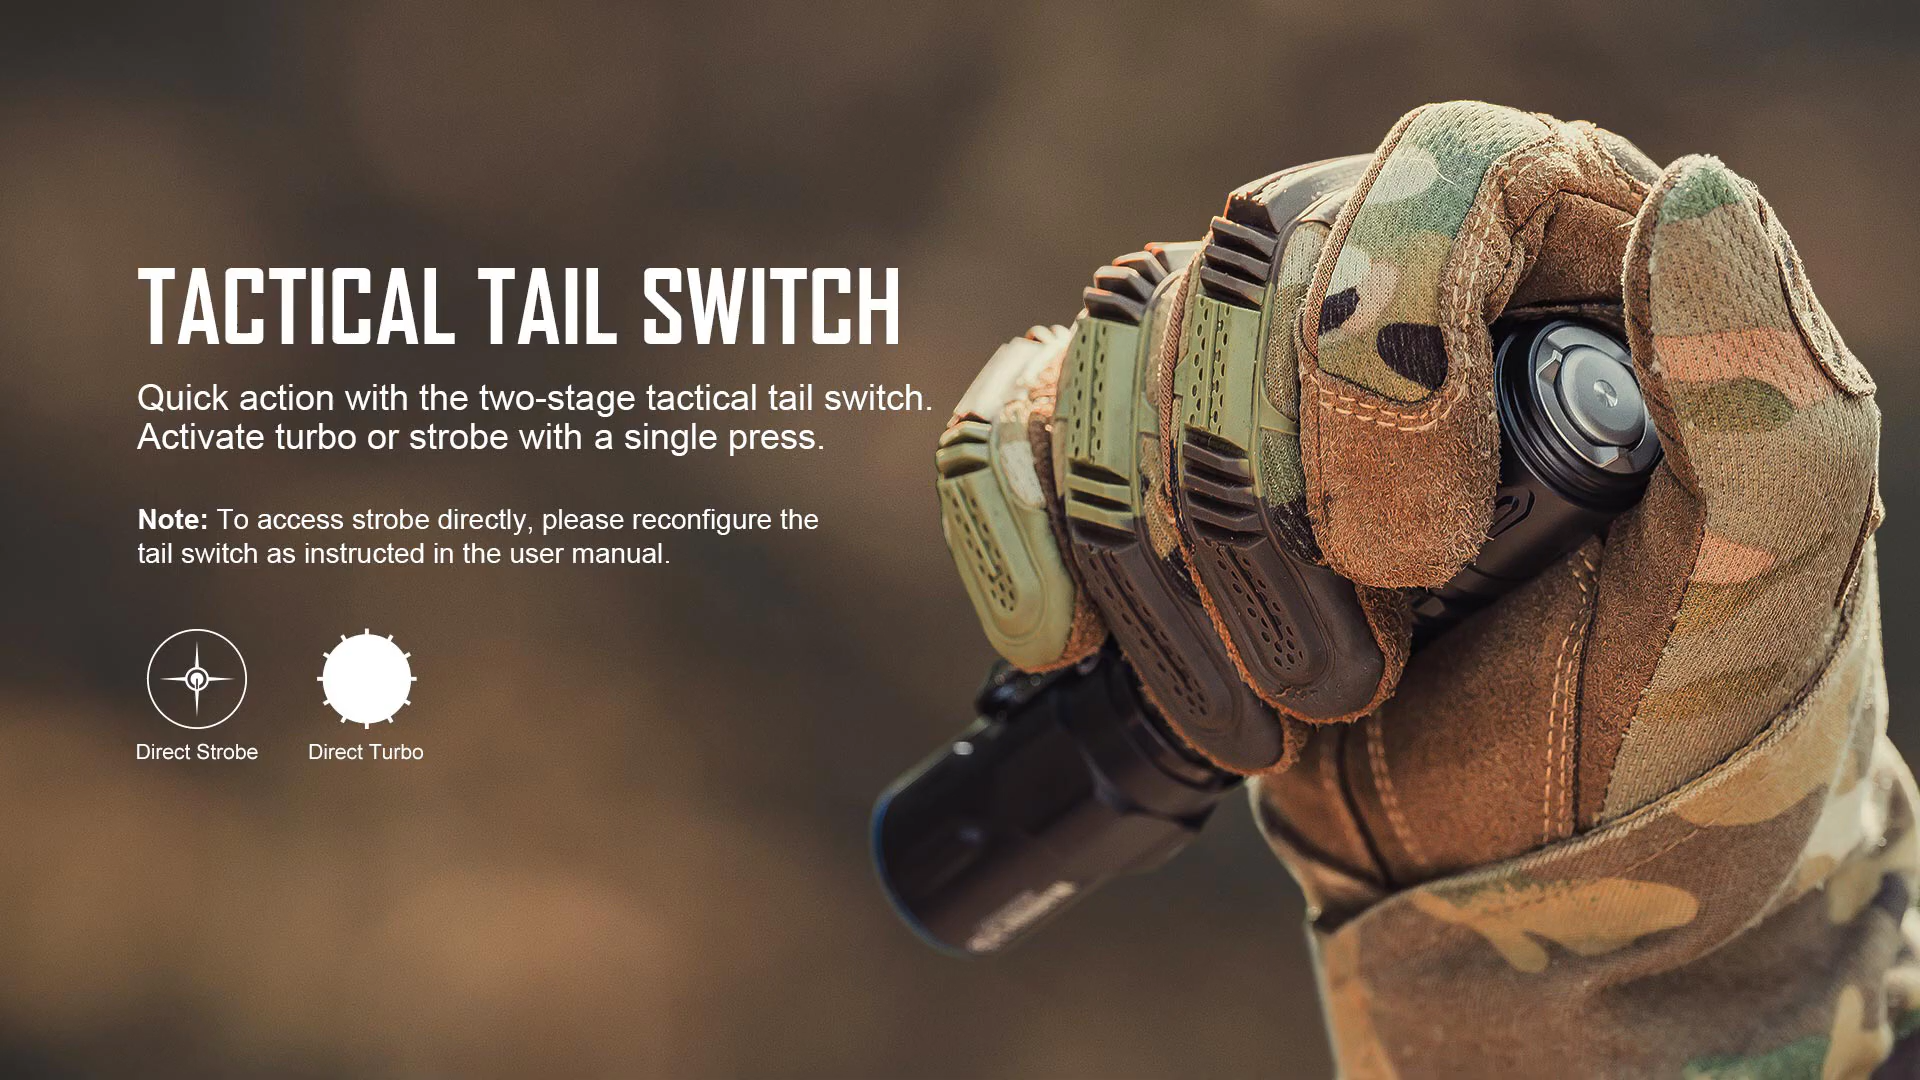 TACTICAL TAIL SWITCH
Quick action with the two-stage tactical tail switch.
Activate turbo or strobe with a single press.
Note: To access strobe directly, please reconfigure the
tail switch as instructed in the user manual.
Direct Strobe
Direct Turbo